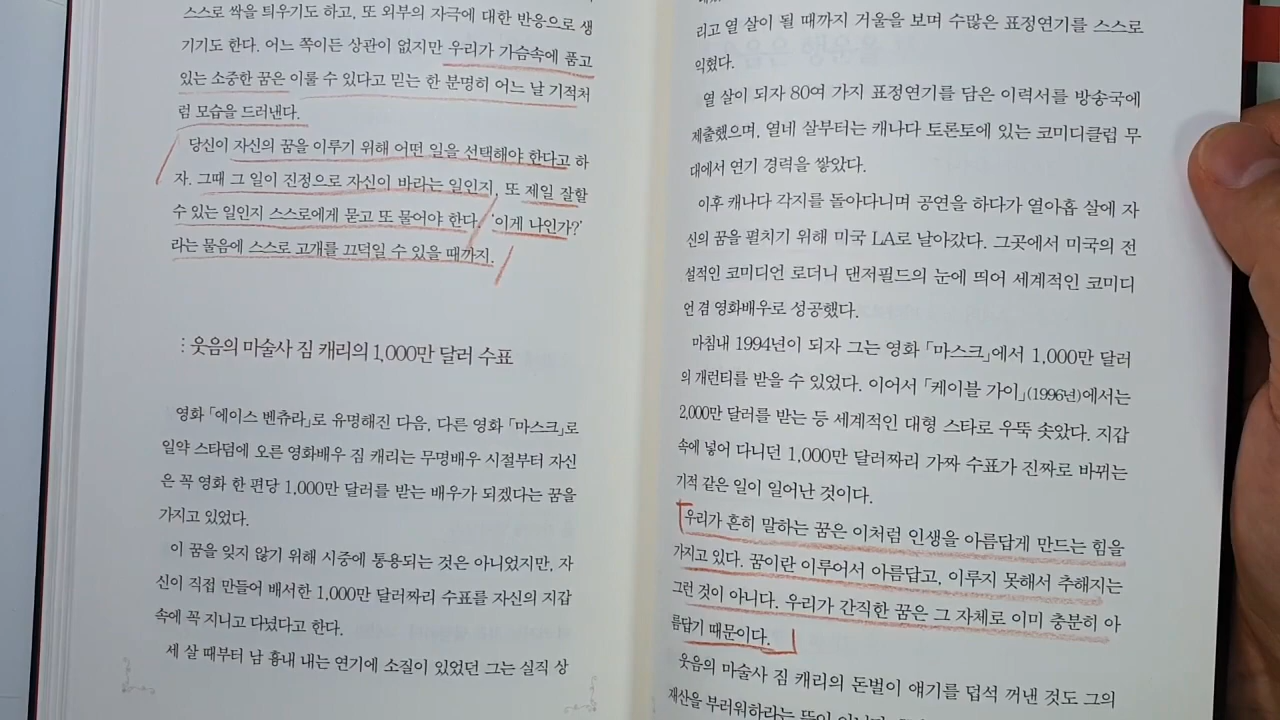 스스로 싹을 틔우기도 하고, 또 외부의 자극에 대한 반응으로 생
기기도 한다. 어느 쪽이든 상관이 없지만 우리가 가슴속에 품고
있는 소중한 꿈은 이룰 수 있다고 믿는 한 분명히 어느 날 기적처
럼 모습을 드러낸다.
당신이 자신의 꿈을 이루기 위해 어떤 일을 선택해야 한다고 하
자. 그때 그 일이 진정으로 자신이 바라는 일인지, 또 제일 잘할
수 있는 일인지 스스로에게 묻고 또 물어야 한다. '이게 나인가?'
라는 물음에 스스로 고개를 끄덕일 수 있을 때까지.
: 웃음의 마술사 짐 캐리의 1,000만 달러 수표
영화 「에이스 벤츄라」로 유명해진 다음, 다른 영화 「마스크」로
일약 스타덤에 오른 영화배우 짐 캐리는 무명배우 시절부터 자신
은 꼭 영화 한 편당 1,000만 달러를 받는 배우가 되겠다는 꿈을
가지고 있었다.
이 꿈을 잊지 않기 위해 시중에 통용되는 것은 아니었지만, 자
신이 직접 만들어 배서한 1,000만 달러짜리 수표를 자신의 지갑
속에 꼭 지니고 다녔다고 한다.
세 살 때부터 남 흉내 내는 연기에 소질이 있었던 그는 실직 상
리고 열 살이 될 때까지 거울을 보며 수많은 표정연기를 스스로
익혔다.
열 살이 되자 80여 가지 표정연기를 담은 이력서를 방송국에
제출했으며, 열네 살부터는 캐나다 토론토에 있는 코미디클럽 무
대에서 연기 경력을 쌓았다.
이후 캐나다 각지를 돌아다니며 공연을 하다가 열아홉 살에 자
신의 꿈을 펼치기 위해 미국 LA로 날아갔다. 그곳에서 미국의 전
설적인 코미디언 로더니 댄저필드의 눈에 띄어 세계적인 코미디
언 겸 영화배우로 성공했다.
마침내 1994년이 되자 그는 영화 「마스크」에서 1,000만 달러
의 개런티를 받을 수 있었다. 이어서 「케이블 가이」(1996년)에서는
2,000만 달러를 받는 등 세계적인 대형 스타로 우뚝 솟았다. 지갑
속에 넣어 다니던 1,000만 달러짜리 가짜 수표가 진짜로 바뀌는
기적 같은 일이 일어난 것이다.
우리가 흔히 말하는 꿈은 이처럼 인생을 아름답게 만드는 힘을
가지고 있다. 꿈이란 이루어서 아름답고, 이루지 못해서 추해지는
그런 것이 아니다. 우리가 간직한 꿈은 그 자체로 이미 충분히 아
름답기 때문이다.
웃음의 마술사 짐 캐리의 돈벌이 얘기를 덥석 꺼낸 것도 그의
재산을 부러워하라는 뜻이